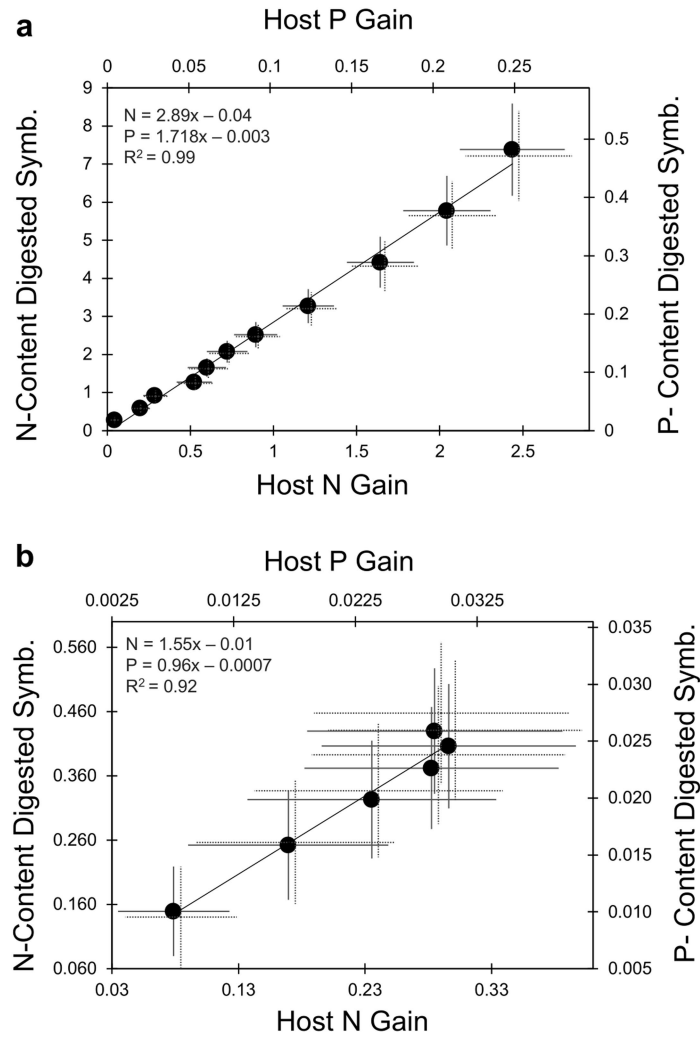 a
Host P Gain
0 0.05 0.1 0.15 0.2 0.25
N = 2.89x – 0.04
P = 1.718x – 0.003
R² = 0.99
N-Content Digested Symb.
9
8
7
6
5
4
3
2
1
0
P- Content Digested Symb.
0.5
0.4
0.3
0.2
0.1
0
0 0.5 1 1.5 2 2.5
Host N Gain
b
Host P Gain
0.0025 0.0125 0.0225 0.0325
N = 1.55x – 0.01
P = 0.96x – 0.0007
R² = 0.92
N-Content Digested Symb.
0.560
0.460
0.360
0.260
0.160
0.060
P- Content Digested Symb.
0.035
0.030
0.025
0.020
0.015
0.010
0.005
0.03 0.13 0.23 0.33
Host N Gain